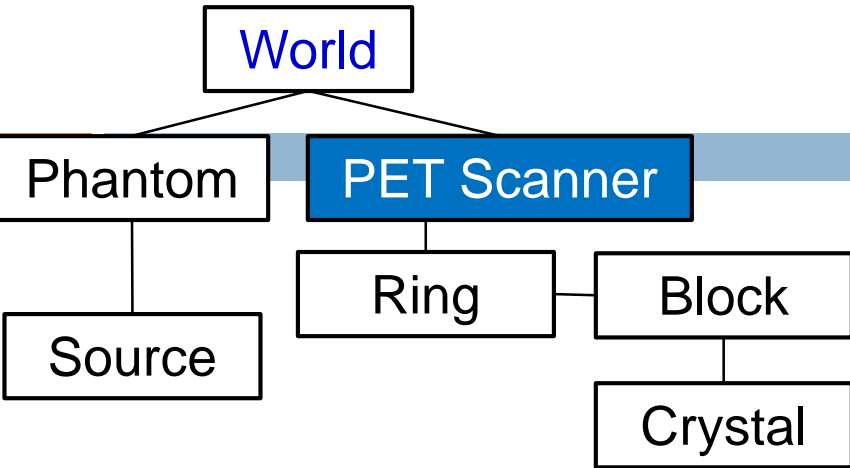 World
Phantom
PET Scanner
Ring
Block
Source
Crystal